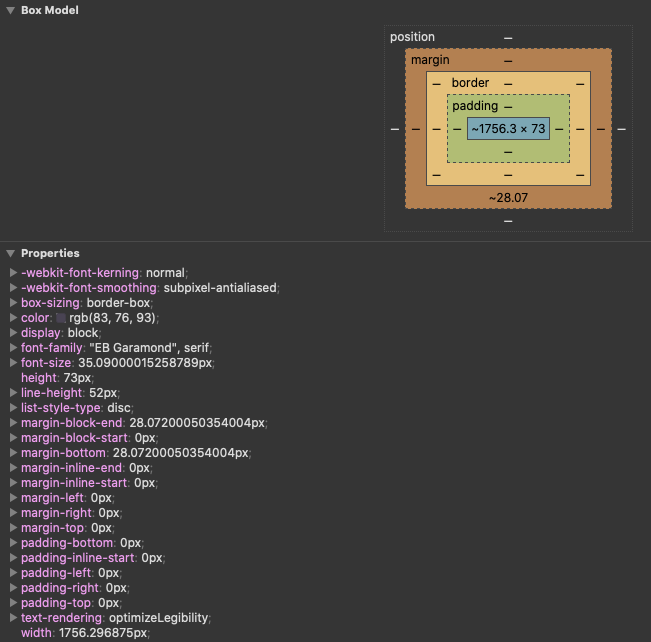 Box Model
position –
margin –
– border – –
padding –
– – – – ~1756.3 × 73 – – – –
–
– – –
~28.07
–
Properties
-webkit-font-kerning: normal;
-webkit-font-smoothing: subpixel-antialiased;
box-sizing: border-box;
color: rgb(83, 76, 93);
display: block;
font-family: "EB Garamond", serif;
font-size: 35.09000015258789px;
height: 73px;
line-height: 52px;
list-style-type: disc;
margin-block-end: 28.07200050354004px;
margin-block-start: 0px;
margin-bottom: 28.07200050354004px;
margin-inline-end: 0px;
margin-inline-start: 0px;
margin-left: 0px;
margin-right: 0px;
margin-top: 0px;
padding-bottom: 0px;
padding-inline-start: 0px;
padding-left: 0px;
padding-right: 0px;
padding-top: 0px;
text-rendering: optimizeLegibility;
width: 1756.296875px;